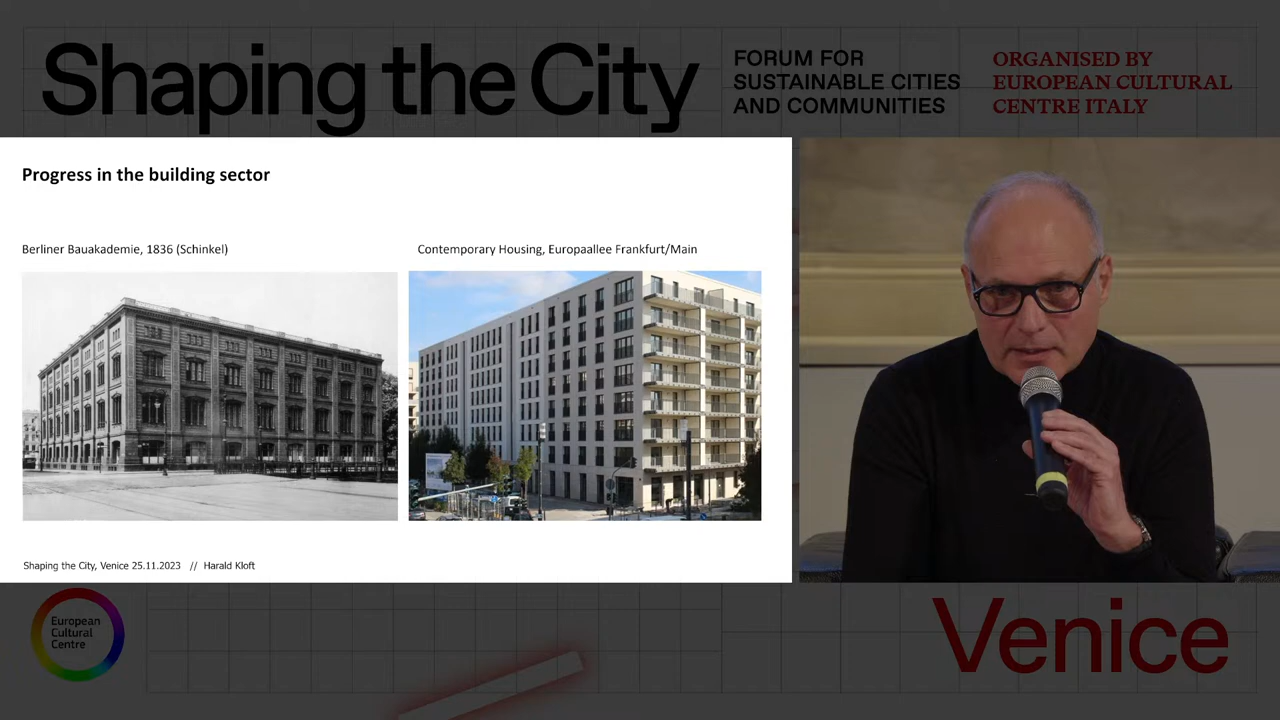 Shaping the City
FORUM FOR
SUSTAINABLE CITIES
AND COMMUNITIES
ORGANISED BY
EUROPEAN CULTURAL
CENTRE ITALY
Progress in the building sector
Berliner Bauakademie, 1836 (Schinkel)
Contemporary Housing, Europaallee Frankfurt/Main
Shaping the City, Venice 25.11.2023 // Harald Kloft
European
Cultural
Centre
Venice